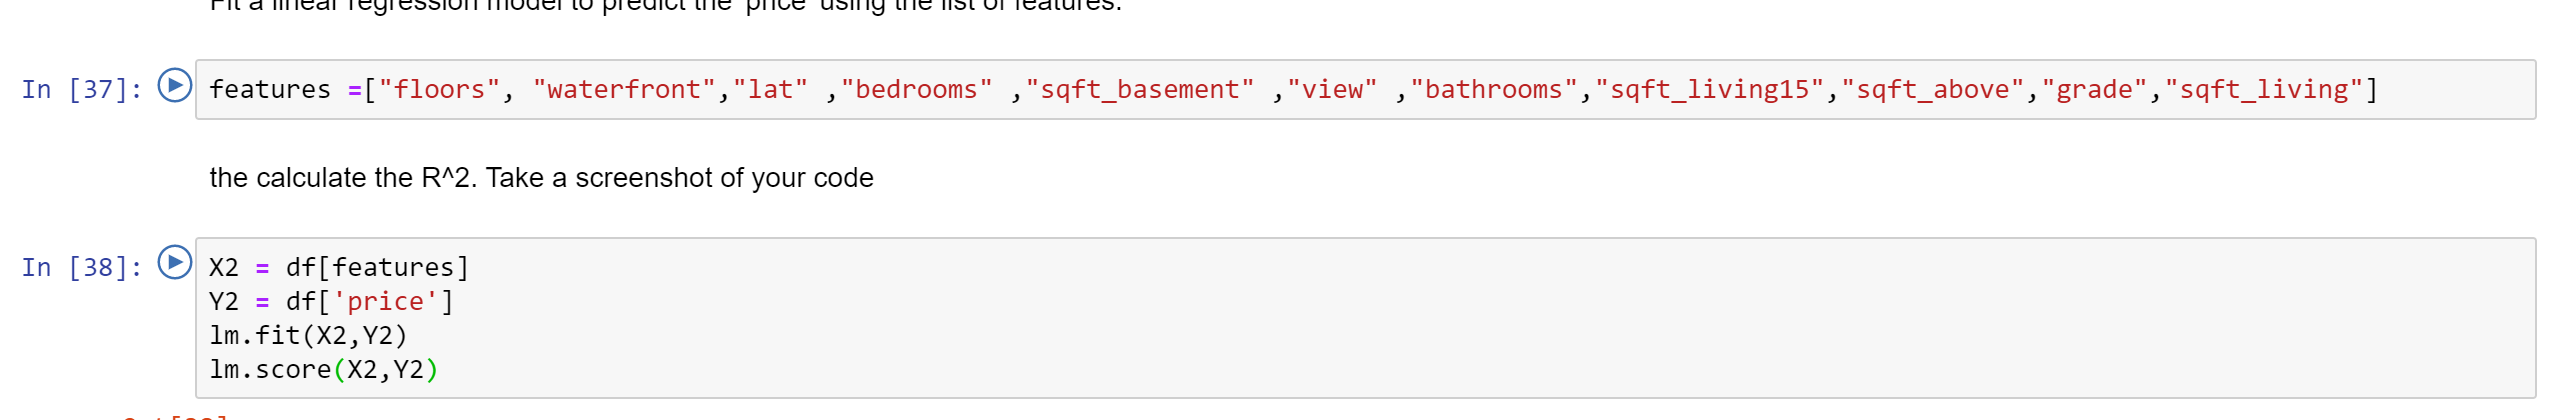 Fit a linear regression model to predict the 'price' using the list of features:
In [37]: features =["floors", "waterfront","lat" ,"bedrooms" ,"sqft_basement" ,"view" ,"bathrooms","sqft_living15","sqft_above","grade","sqft_living"]
the calculate the R^2. Take a screenshot of your code
In [38]: X2 = df[features]
Y2 = df['price']
lm.fit(X2,Y2)
lm.score(X2,Y2)